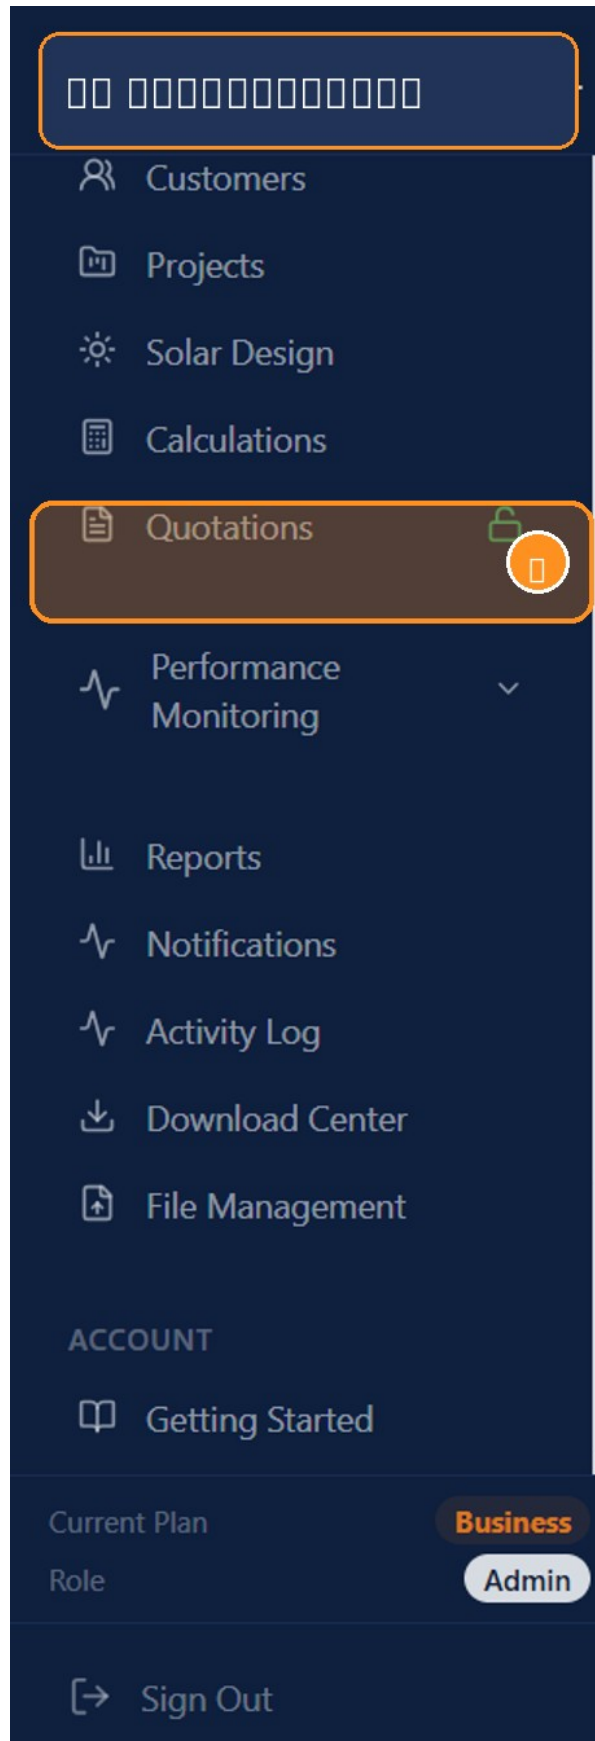 Customers
Projects
Solar Design
Calculations
Quotations
Performance
Monitoring
Reports
Notifications
Activity Log
Download Center
File Management
ACCOUNT
Getting Started
Current Plan Business
Role Admin
Sign Out